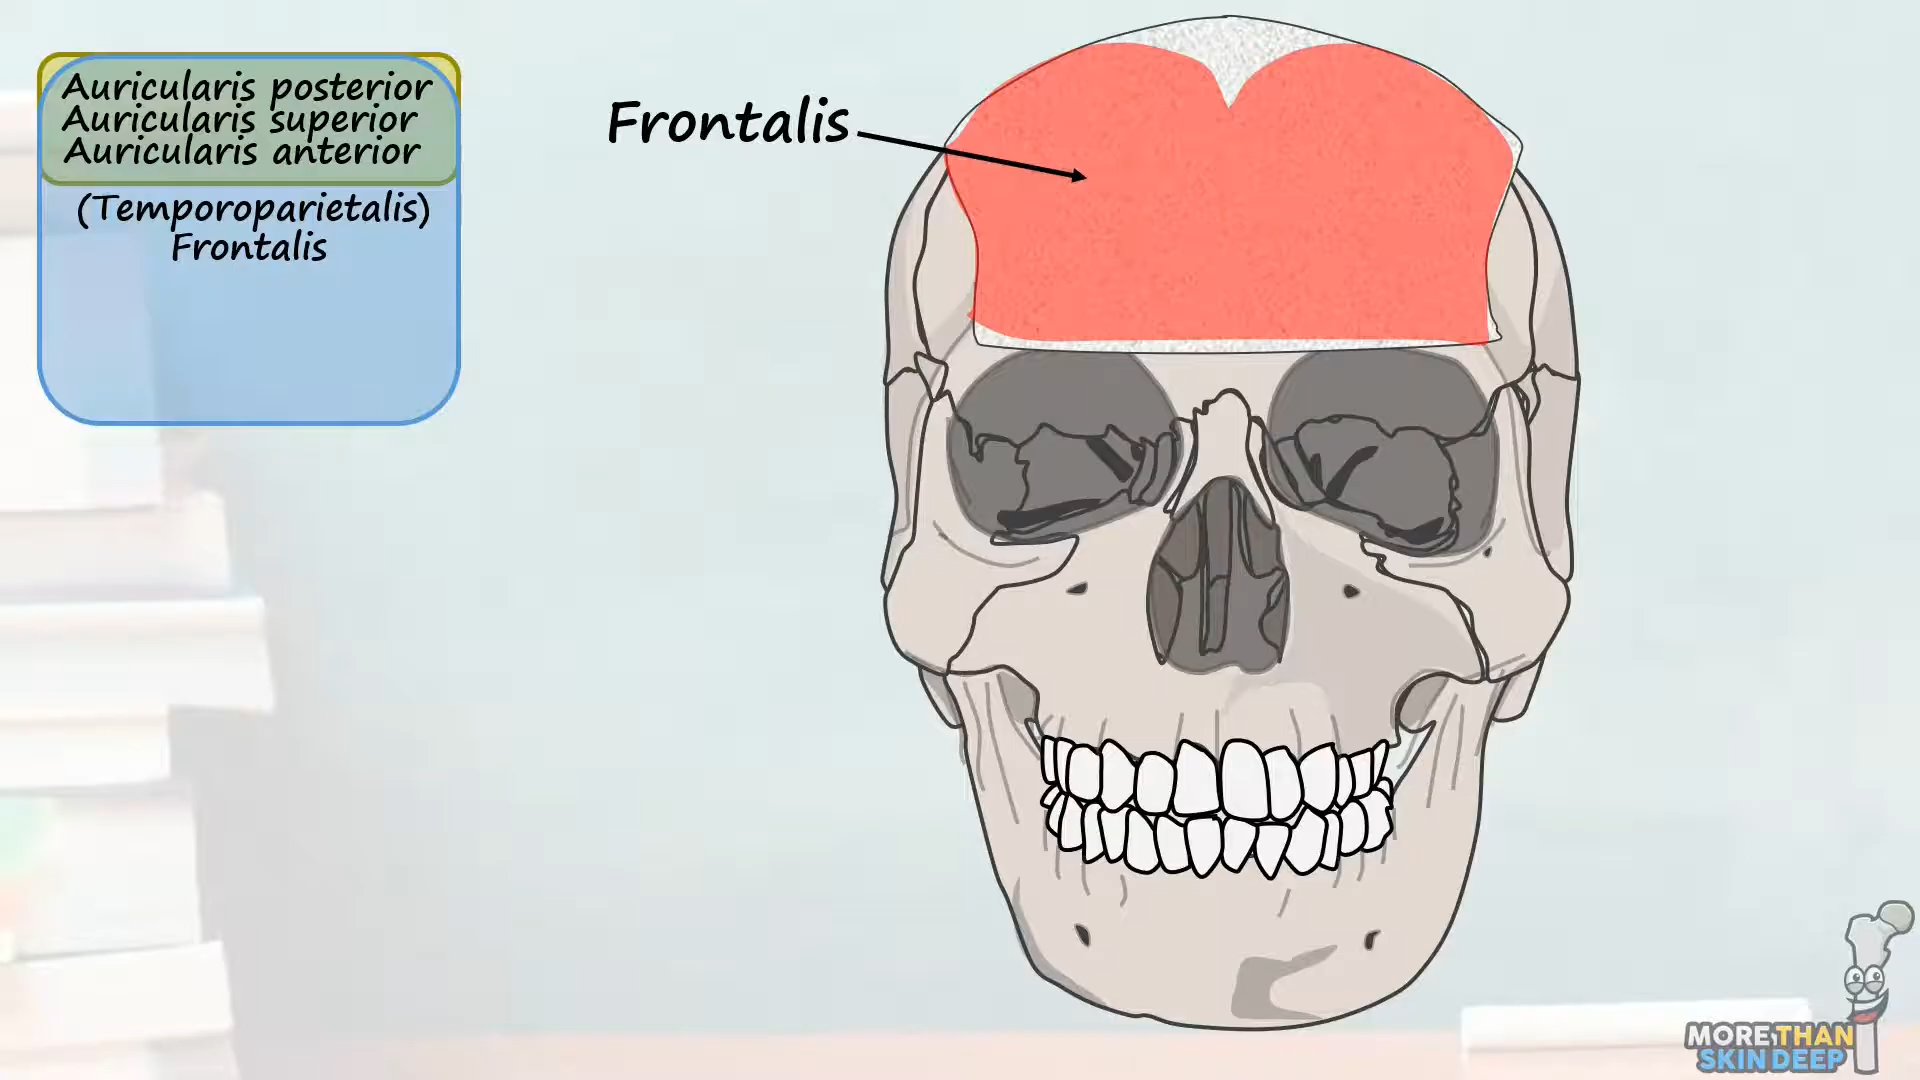 Auricularis posterior
Auricularis superior
Auricularis anterior
(Temporoparietalis)
Frontalis
Frontalis
MORE THAN
SKIN DEEP